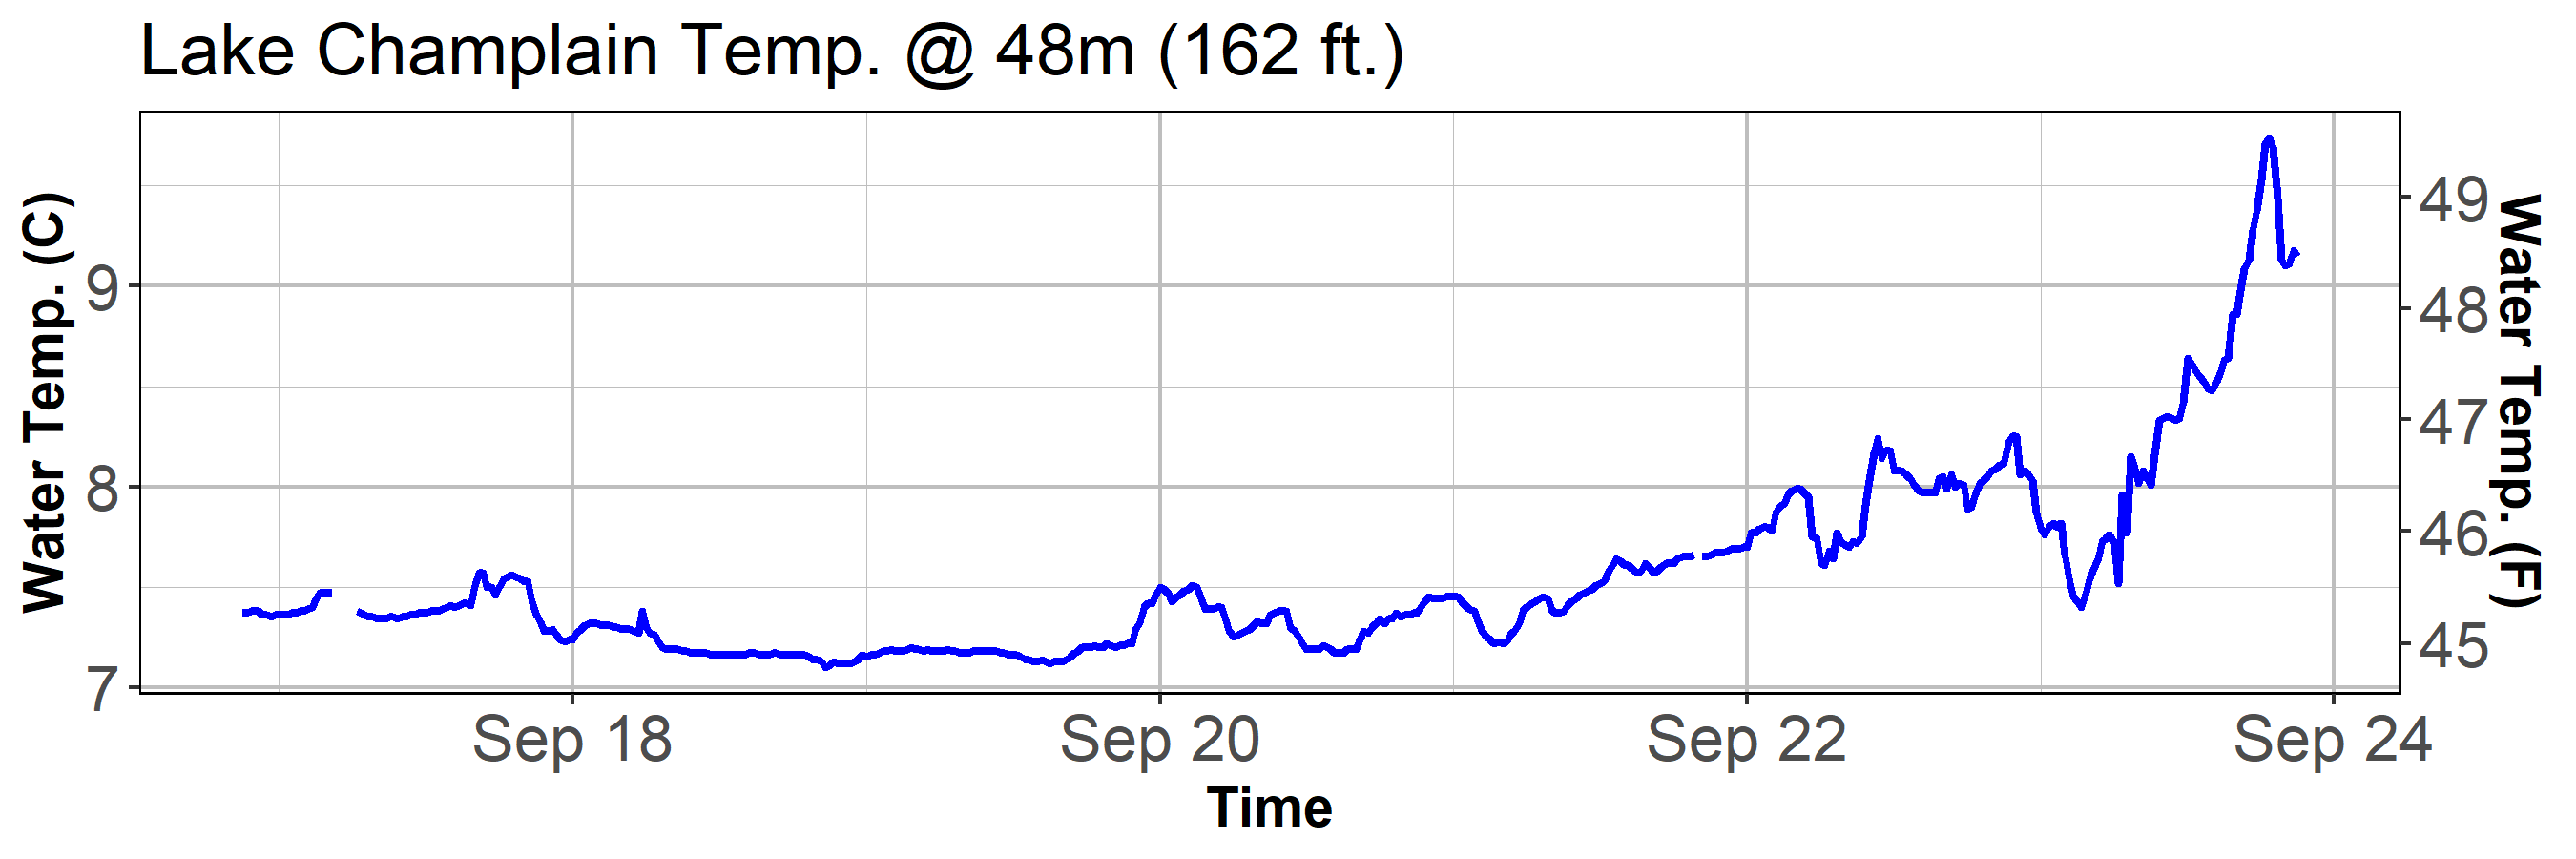 Lake Champlain Temp. @ 48m (162 ft.)
Water Temp. (C)
9
8
7
49
48
47
46
45
Water Temp. (F)
Sep 18
Sep 20
Sep 22
Sep 24
Time